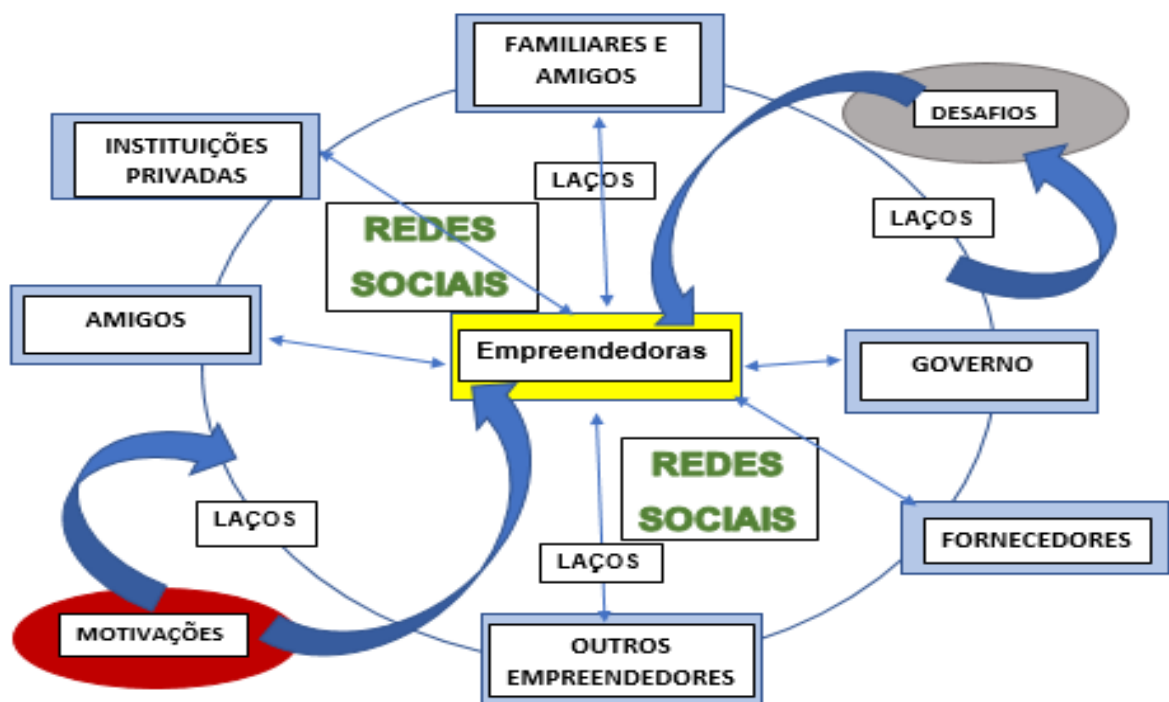 FAMILIARES E
AMIGOS
DESAFIOS
INSTITUIÇÕES
PRIVADAS
LAÇOS
LAÇOS
REDES
SOCIAIS
AMIGOS
Empreendedoras
GOVERNO
REDES
SOCIAIS
LAÇOS
FORNECEDORES
LAÇOS
MOTIVAÇÕES
OUTROS
EMPREENDEDORES